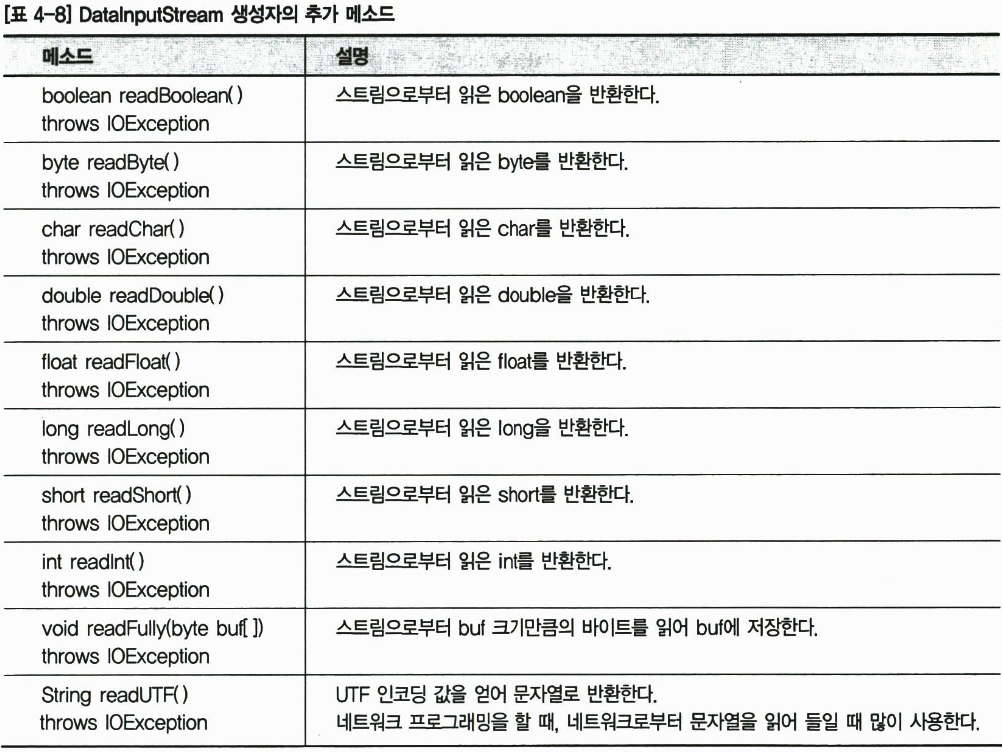 [표 4-8] DataInputStream 생성자의 추가 메소드
메소드 설명
boolean readBoolean() 스트림으로부터 읽은 boolean을 반환한다.
throws IOException
byte readByte() 스트림으로부터 읽은 byte를 반환한다.
throws IOException
char readChar() 스트림으로부터 읽은 char를 반환한다.
throws IOException
double readDouble() 스트림으로부터 읽은 double을 반환한다.
throws IOException
float readFloat() 스트림으로부터 읽은 float를 반환한다.
throws IOException
long readLong() 스트림으로부터 읽은 long을 반환한다.
throws IOException
short readShort() 스트림으로부터 읽은 short를 반환한다.
throws IOException
int readInt() 스트림으로부터 읽은 int를 반환한다.
throws IOException
void readFully(byte buf[ ]) 스트림으로부터 buf 크기만큼의 바이트를 읽어 buf에 저장한다.
throws IOException
String readUTF() UTF 인코딩 값을 얻어 문자열로 반환한다.
throws IOException 네트워크 프로그래밍을 할 때, 네트워크로부터 문자열을 읽어 들일 때 많이 사용한다.